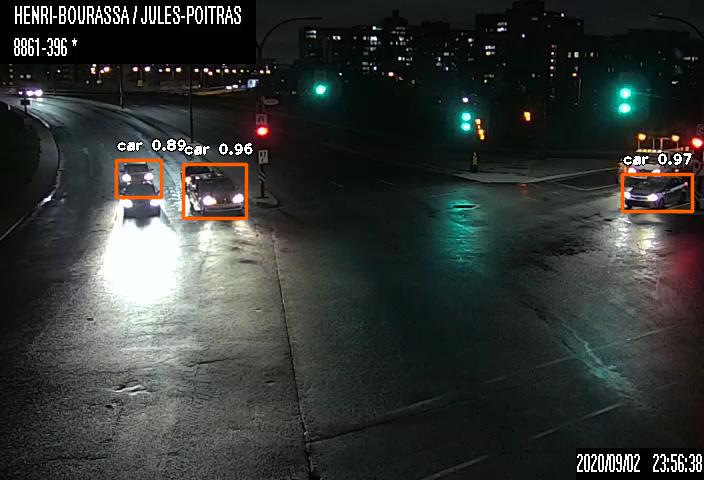 HENRI-BOURASSA / JULES-POITRAS
8861-396 *
car 0.89
car 0.96
car 0.97
2020/09/02 23:56:38